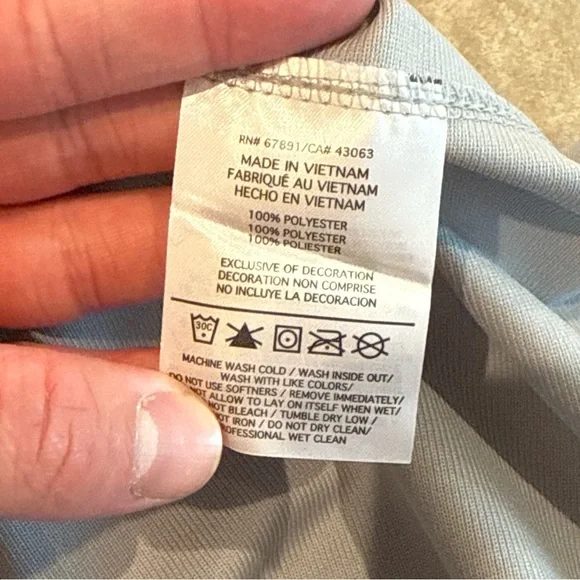 RN# 67891/CA# 43063
MADE IN VIETNAM
FABRIQUÉ AU VIETNAM
HECHO EN VIETNAM
100% POLYESTER
100% POLYESTER
100% POLIESTER
EXCLUSIVE OF DECORATION
DECORATION NON COMPRISE
NO INCLUYE LA DECORACION
30C
MACHINE WASH COLD / WASH INSIDE OUT/
WASH WITH LIKE COLORS/
DO NOT USE SOFTNERS / REMOVE IMMEDIATELY/
ALLOW TO LAY ON ITSELF WHEN WET/
BLEACH / TUMBLE DRY LOW /
IRON / DO NOT DRY CLEAN/
WET CLEAN